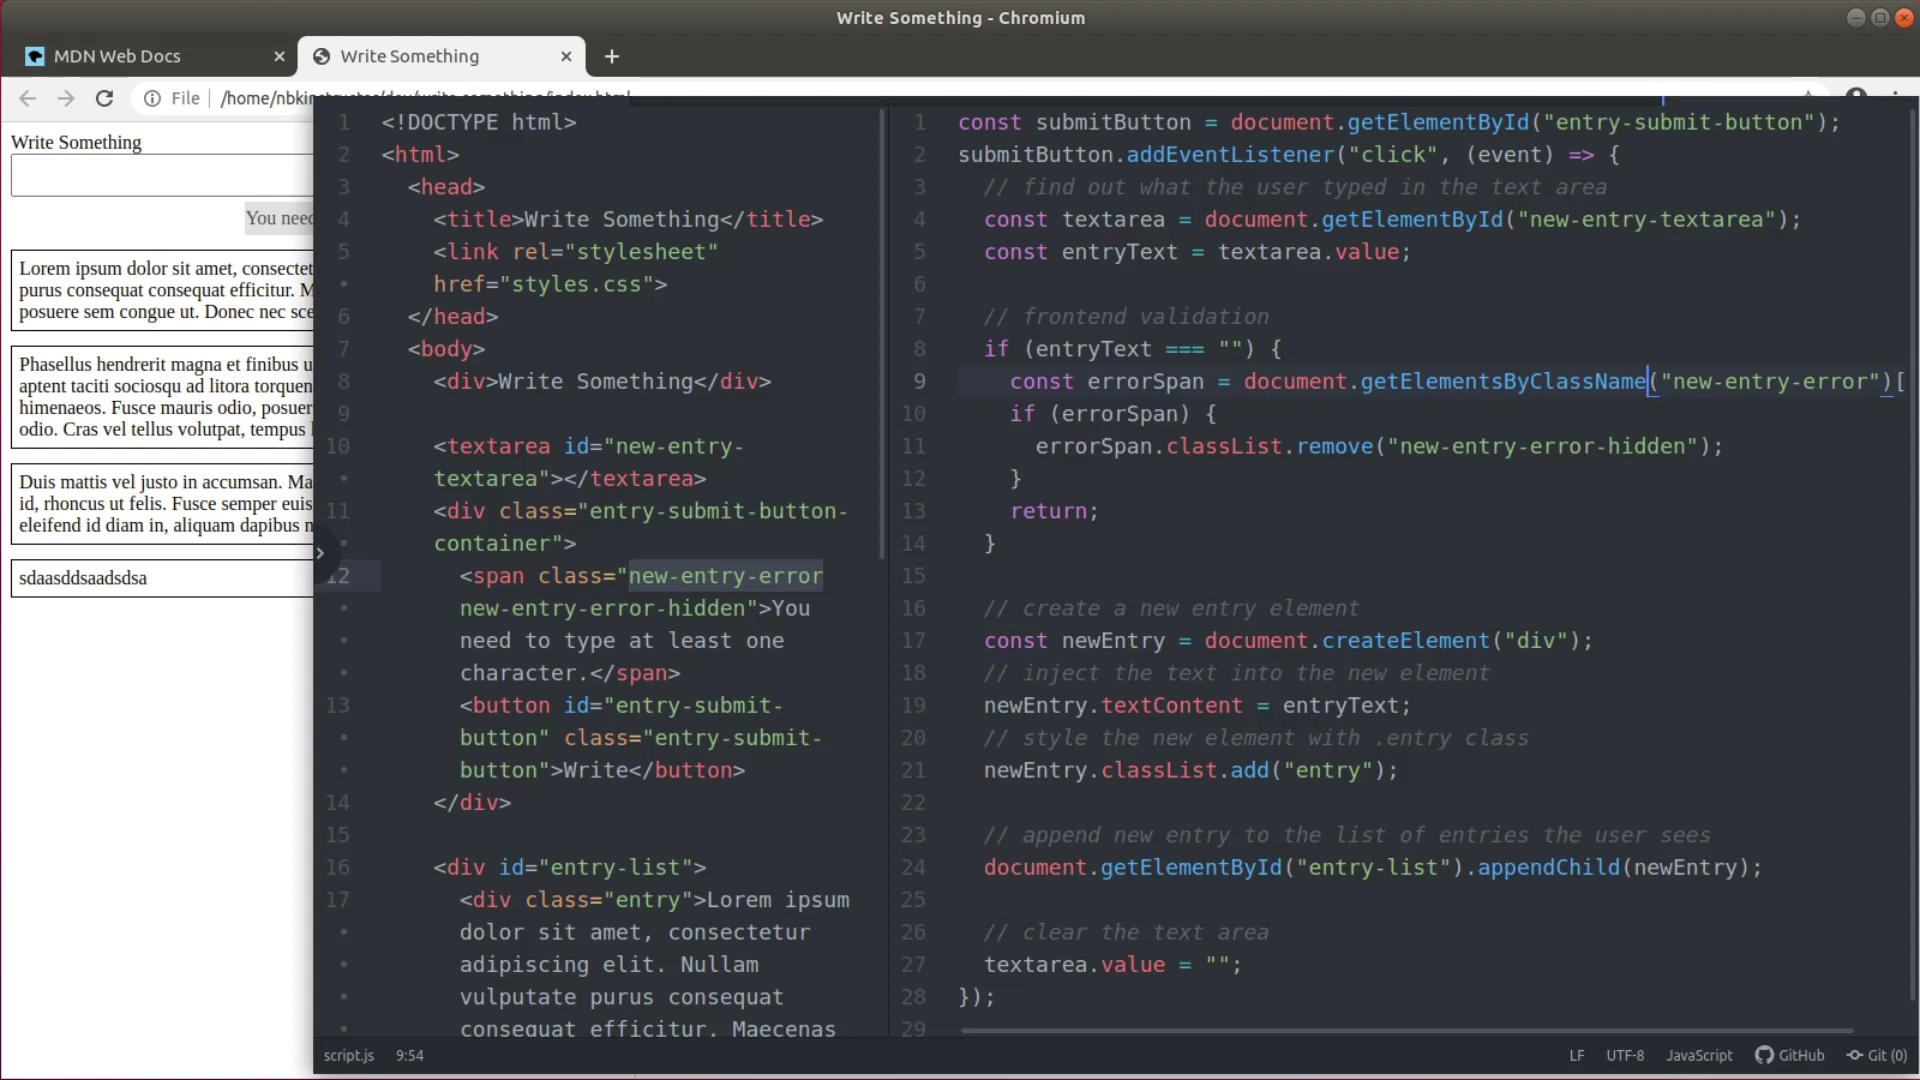 Write Something - Chromium
MDN Web Docs
Write Something
File
Write Something
You need
Lorem ipsum dolor sit amet,
purus consequat consequat efficitur.
posuere sem congue ut. Donec nec
Phasellus hendrerit magna et finibus
aptent taciti sociosqu ad litora
himenaeos. Fusce mauris odio,
odio. Cras vel tellus volutpat, tempus
Duis mattis vel justo in accumsan.
id, rhoncus ut felis. Fusce semper
eleifend id diam in, aliquam dapibus
sdaasddsaadsdsa
1 <!DOCTYPE html>
2 <html>
3 <head>
4 <title>Write Something</title>
5 <link rel="stylesheet"
href="styles.css">
6 </head>
7 <body>
8 <div>Write Something</div>
9
10 <textarea id="new-entry-
textarea"></textarea>
11 <div class="entry-submit-button-
container">
12 <span class="new-entry-error
new-entry-error-hidden">You
need to type at least one
character.</span>
13 <button id="entry-submit-
button" class="entry-submit-
button">Write</button>
14 </div>
15
16 <div id="entry-list">
17 <div class="entry">Lorem ipsum
dolor sit amet, consectetur
adipiscing elit. Nullam
vulputate purus consequat
consequat efficitur. Maecenas
1 const submitButton = document.getElementById("entry-submit-button");
2 submitButton.addEventListener("click", (event) => {
3 // find out what the user typed in the text area
4 const textarea = document.getElementById("new-entry-textarea");
5 const entryText = textarea.value;
6
7 // frontend validation
8 if (entryText === "") {
9 const errorSpan = document.getElementsByClassName("new-entry-error")[
10 if (errorSpan) {
11 errorSpan.classList.remove("new-entry-error-hidden");
12 }
13 return;
14 }
15
16 // create a new entry element
17 const newEntry = document.createElement("div");
18 // inject the text into the new element
19 newEntry.textContent = entryText;
20 // style the new element with .entry class
21 newEntry.classList.add("entry");
22
23 // append new entry to the list of entries the user sees
24 document.getElementById("entry-list").appendChild(newEntry);
25
26 // clear the text area
27 textarea.value = "";
28 });
29
script.js 9:54
LF UTF-8 JavaScript GitHub Git (0)